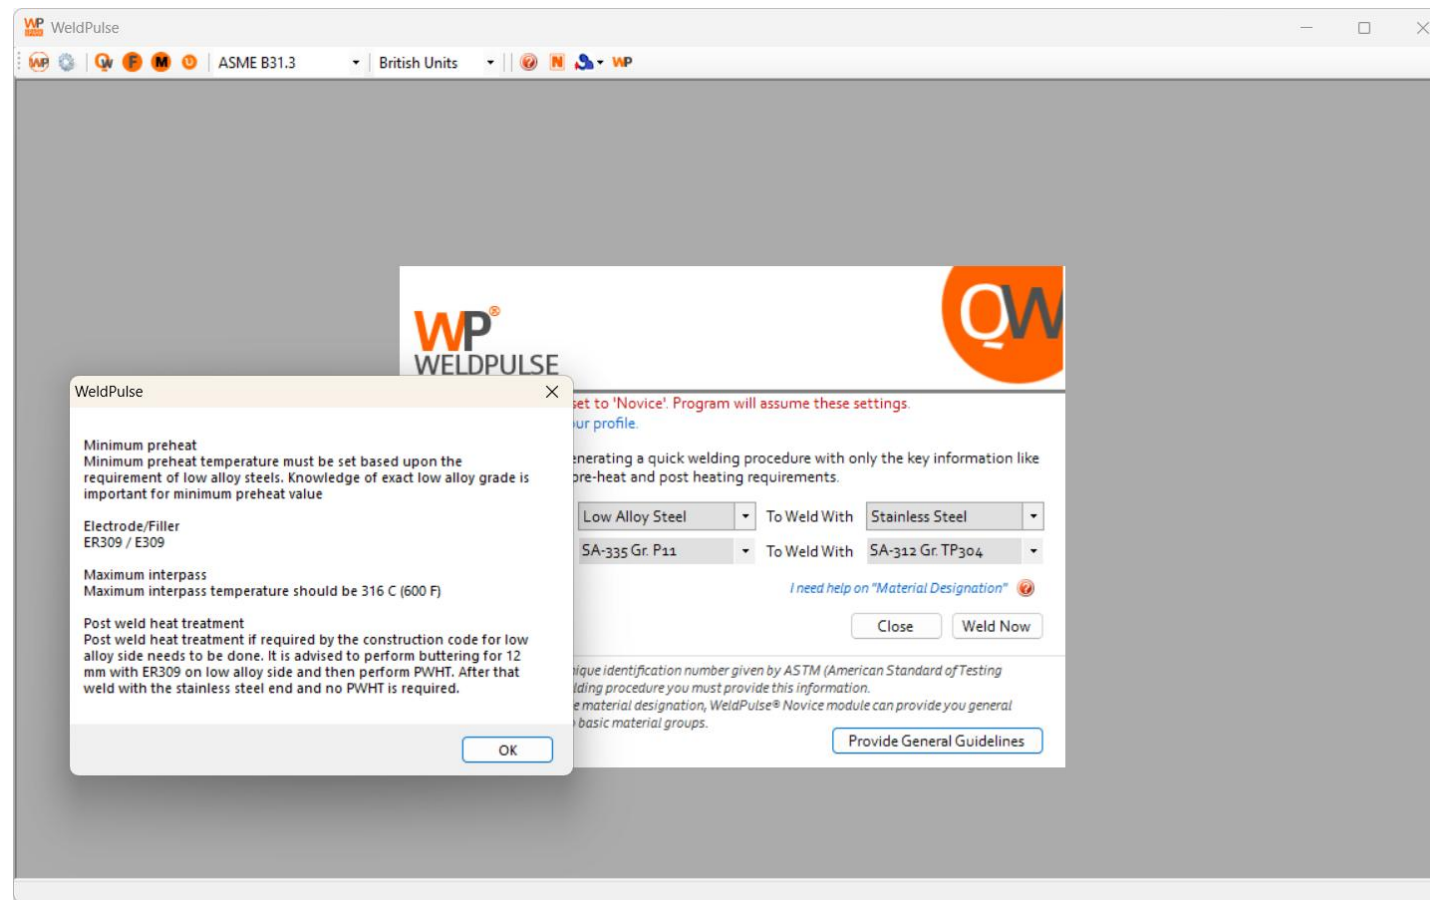 WP WeldPulse
WP Qw F M ASME B31.3 British Units N WP
QW
WP®
WELDPULSE
WeldPulse
Minimum preheat
Minimum preheat temperature must be set based upon the
requirement of low alloy steels. Knowledge of exact low alloy grade is
important for minimum preheat value
Electrode/Filler
ER309 / E309
Maximum interpass
Maximum interpass temperature should be 316 C (600 F)
Post weld heat treatment
Post weld heat treatment if required by the construction code for low
alloy side needs to be done. It is advised to perform buttering for 12
mm with ER309 on low alloy side and then perform PWHT. After that
weld with the stainless steel end and no PWHT is required.
OK
set to 'Novice'. Program will assume these settings.
ur profile.
enerating a quick welding procedure with only the key information like
pre-heat and post heating requirements.
Low Alloy Steel To Weld With Stainless Steel
SA-335 Gr. P11 To Weld With SA-312 Gr. TP304
I need help on "Material Designation"
Close Weld Now
ique identification number given by ASTM (American Standard of Testing
lding procedure you must provide this information.
e material designation, WeldPulse® Novice module can provide you general
basic material groups.
Provide General Guidelines